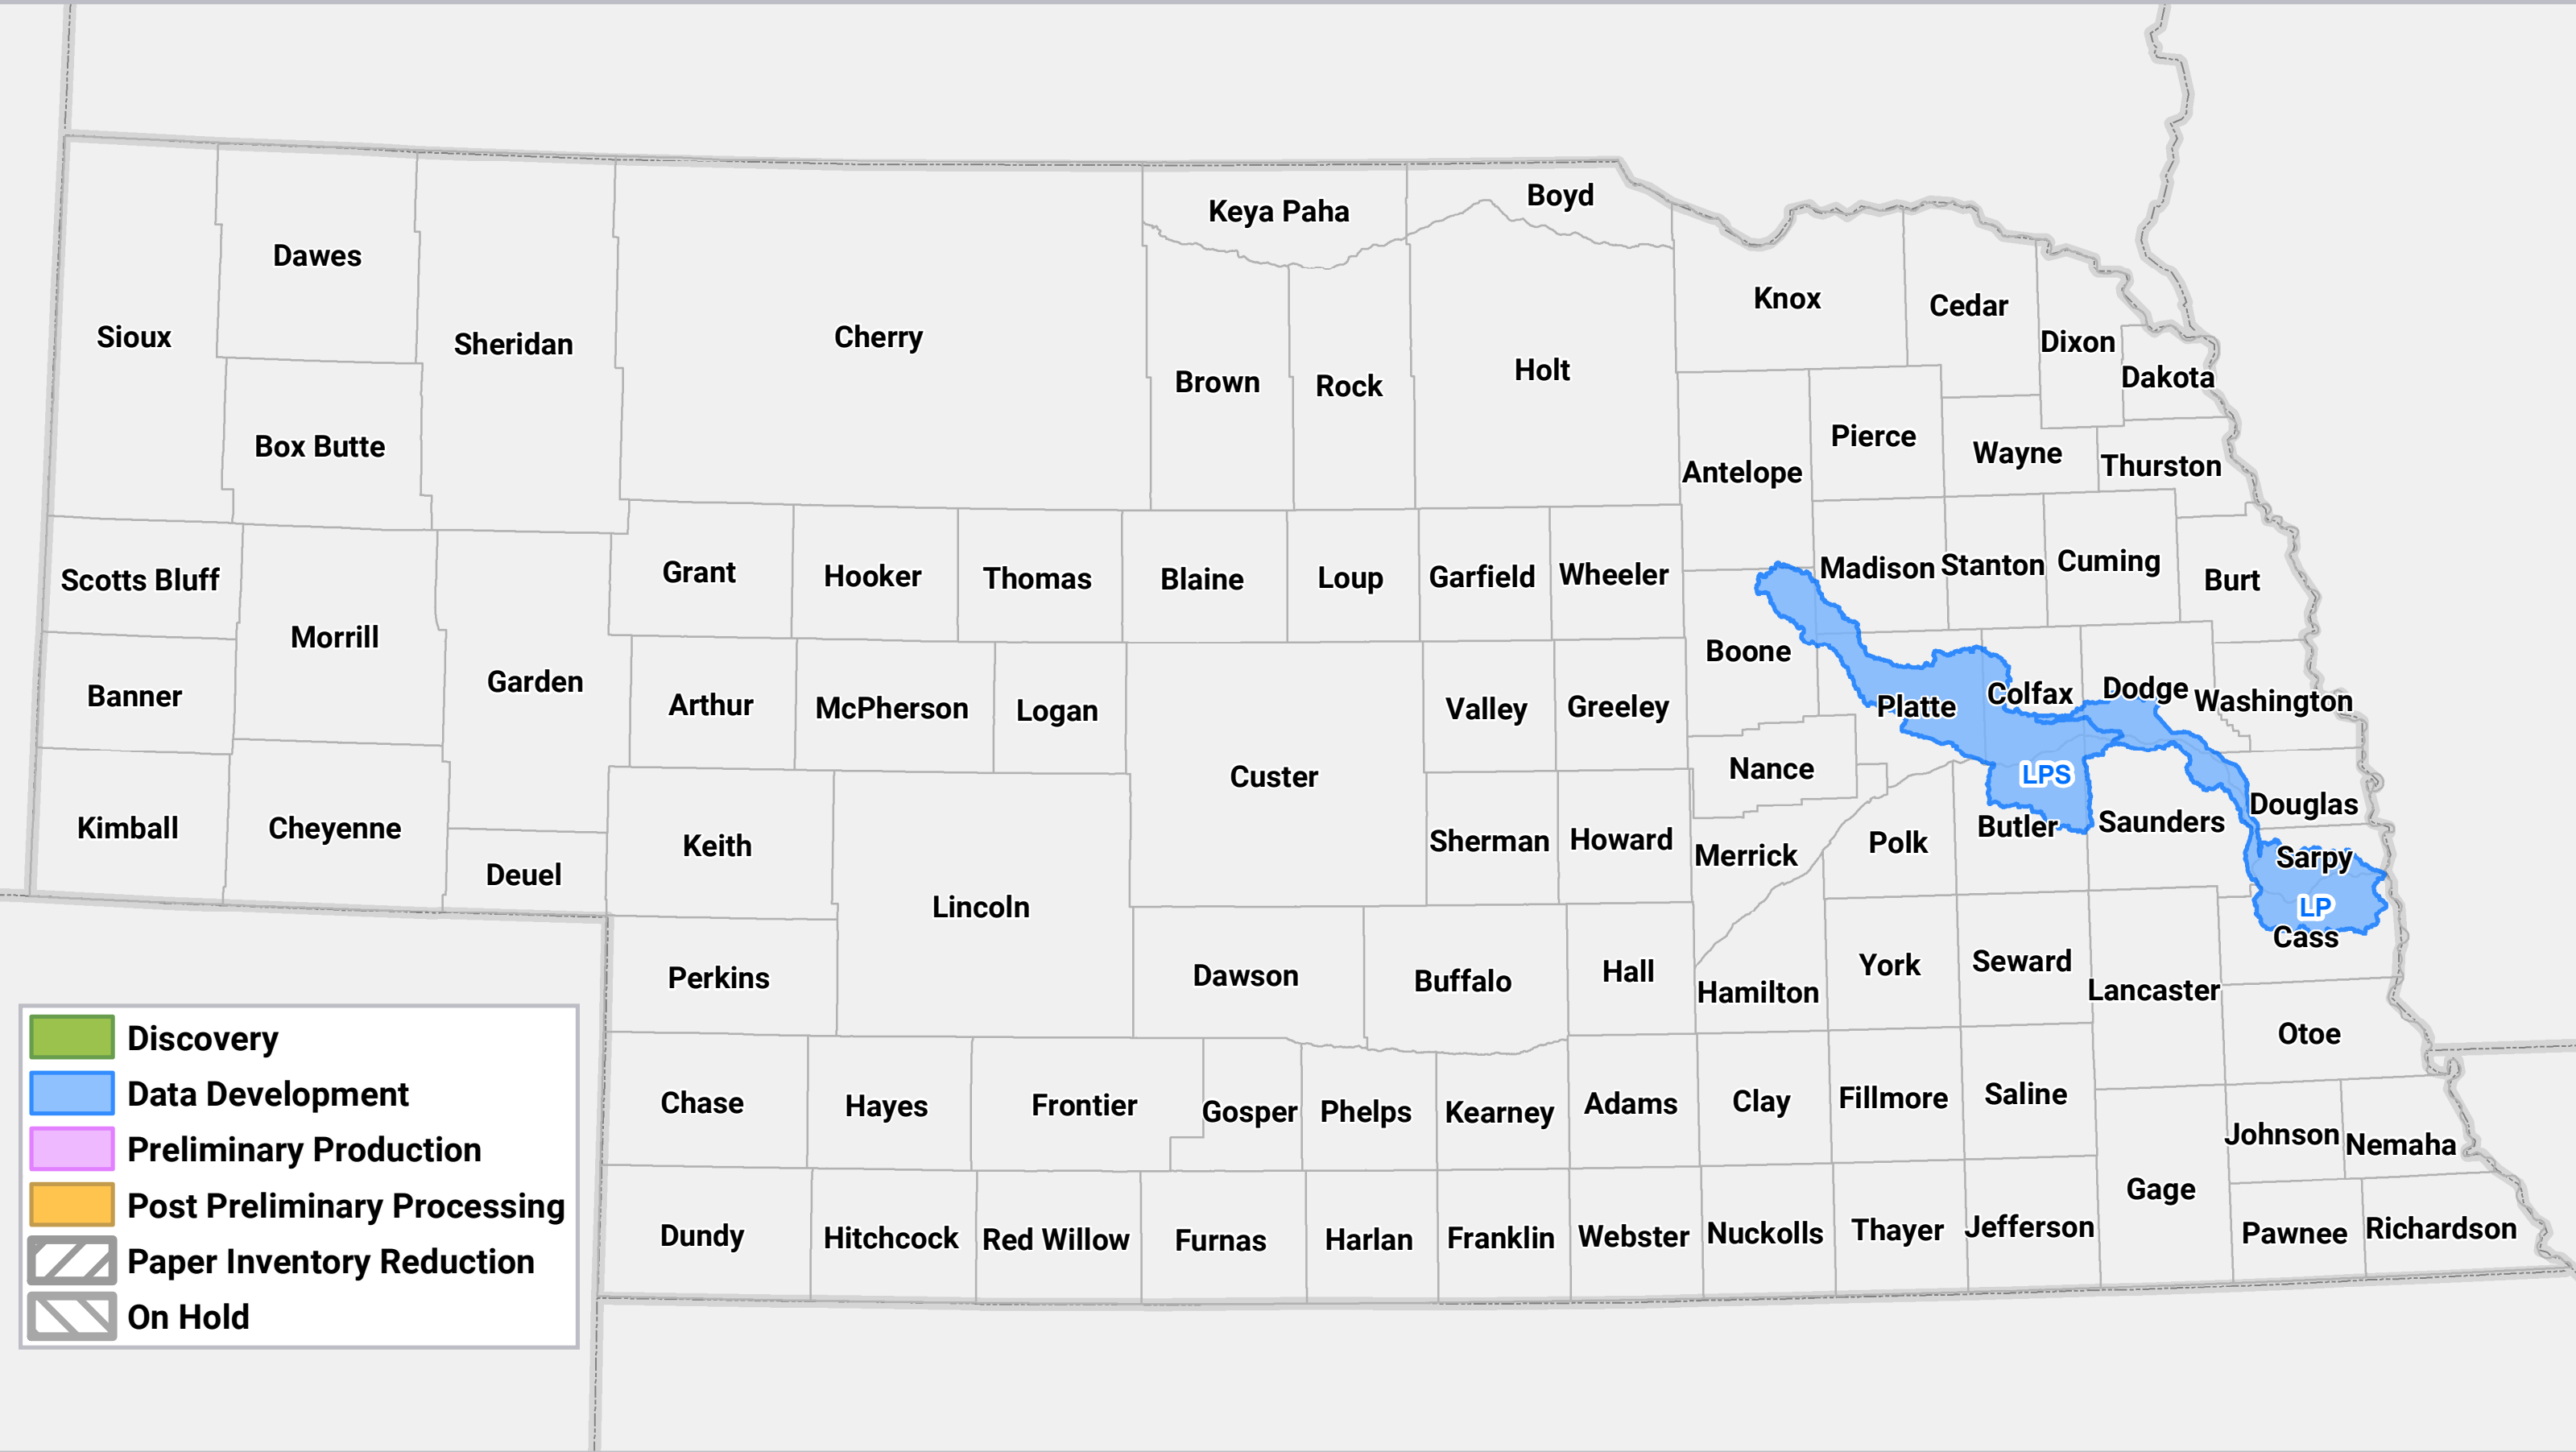 Keya Paha
Boyd
Dawes
Knox
Cedar
Sioux
Sheridan
Cherry
Dixon
Dakota
Brown
Rock
Holt
Box Butte
Pierce
Wayne
Thurston
Antelope
Scotts Bluff
Grant
Hooker
Thomas
Blaine
Loup
Garfield
Wheeler
Madison
Stanton
Cuming
Burt
Morrill
Boone
Banner
Garden
Arthur
McPherson
Logan
Valley
Greeley
Platte
Colfax
Dodge
Washington
Custer
Nance
LPS
Kimball
Cheyenne
Keith
Deuel
Sherman
Howard
Merrick
Polk
Butler
Saunders
Douglas
Sarpy
Lincoln
LP
Cass
Perkins
Dawson
Buffalo
Hall
Hamilton
York
Seward
Lancaster
Otoe
Chase
Hayes
Frontier
Gosper
Phelps
Kearney
Adams
Clay
Fillmore
Saline
Johnson
Nemaha
Gage
Dundy
Hitchcock
Red Willow
Furnas
Harlan
Franklin
Webster
Nuckolls
Thayer
Jefferson
Pawnee
Richardson
Discovery
Data Development
Preliminary Production
Post Preliminary Processing
Paper Inventory Reduction
On Hold